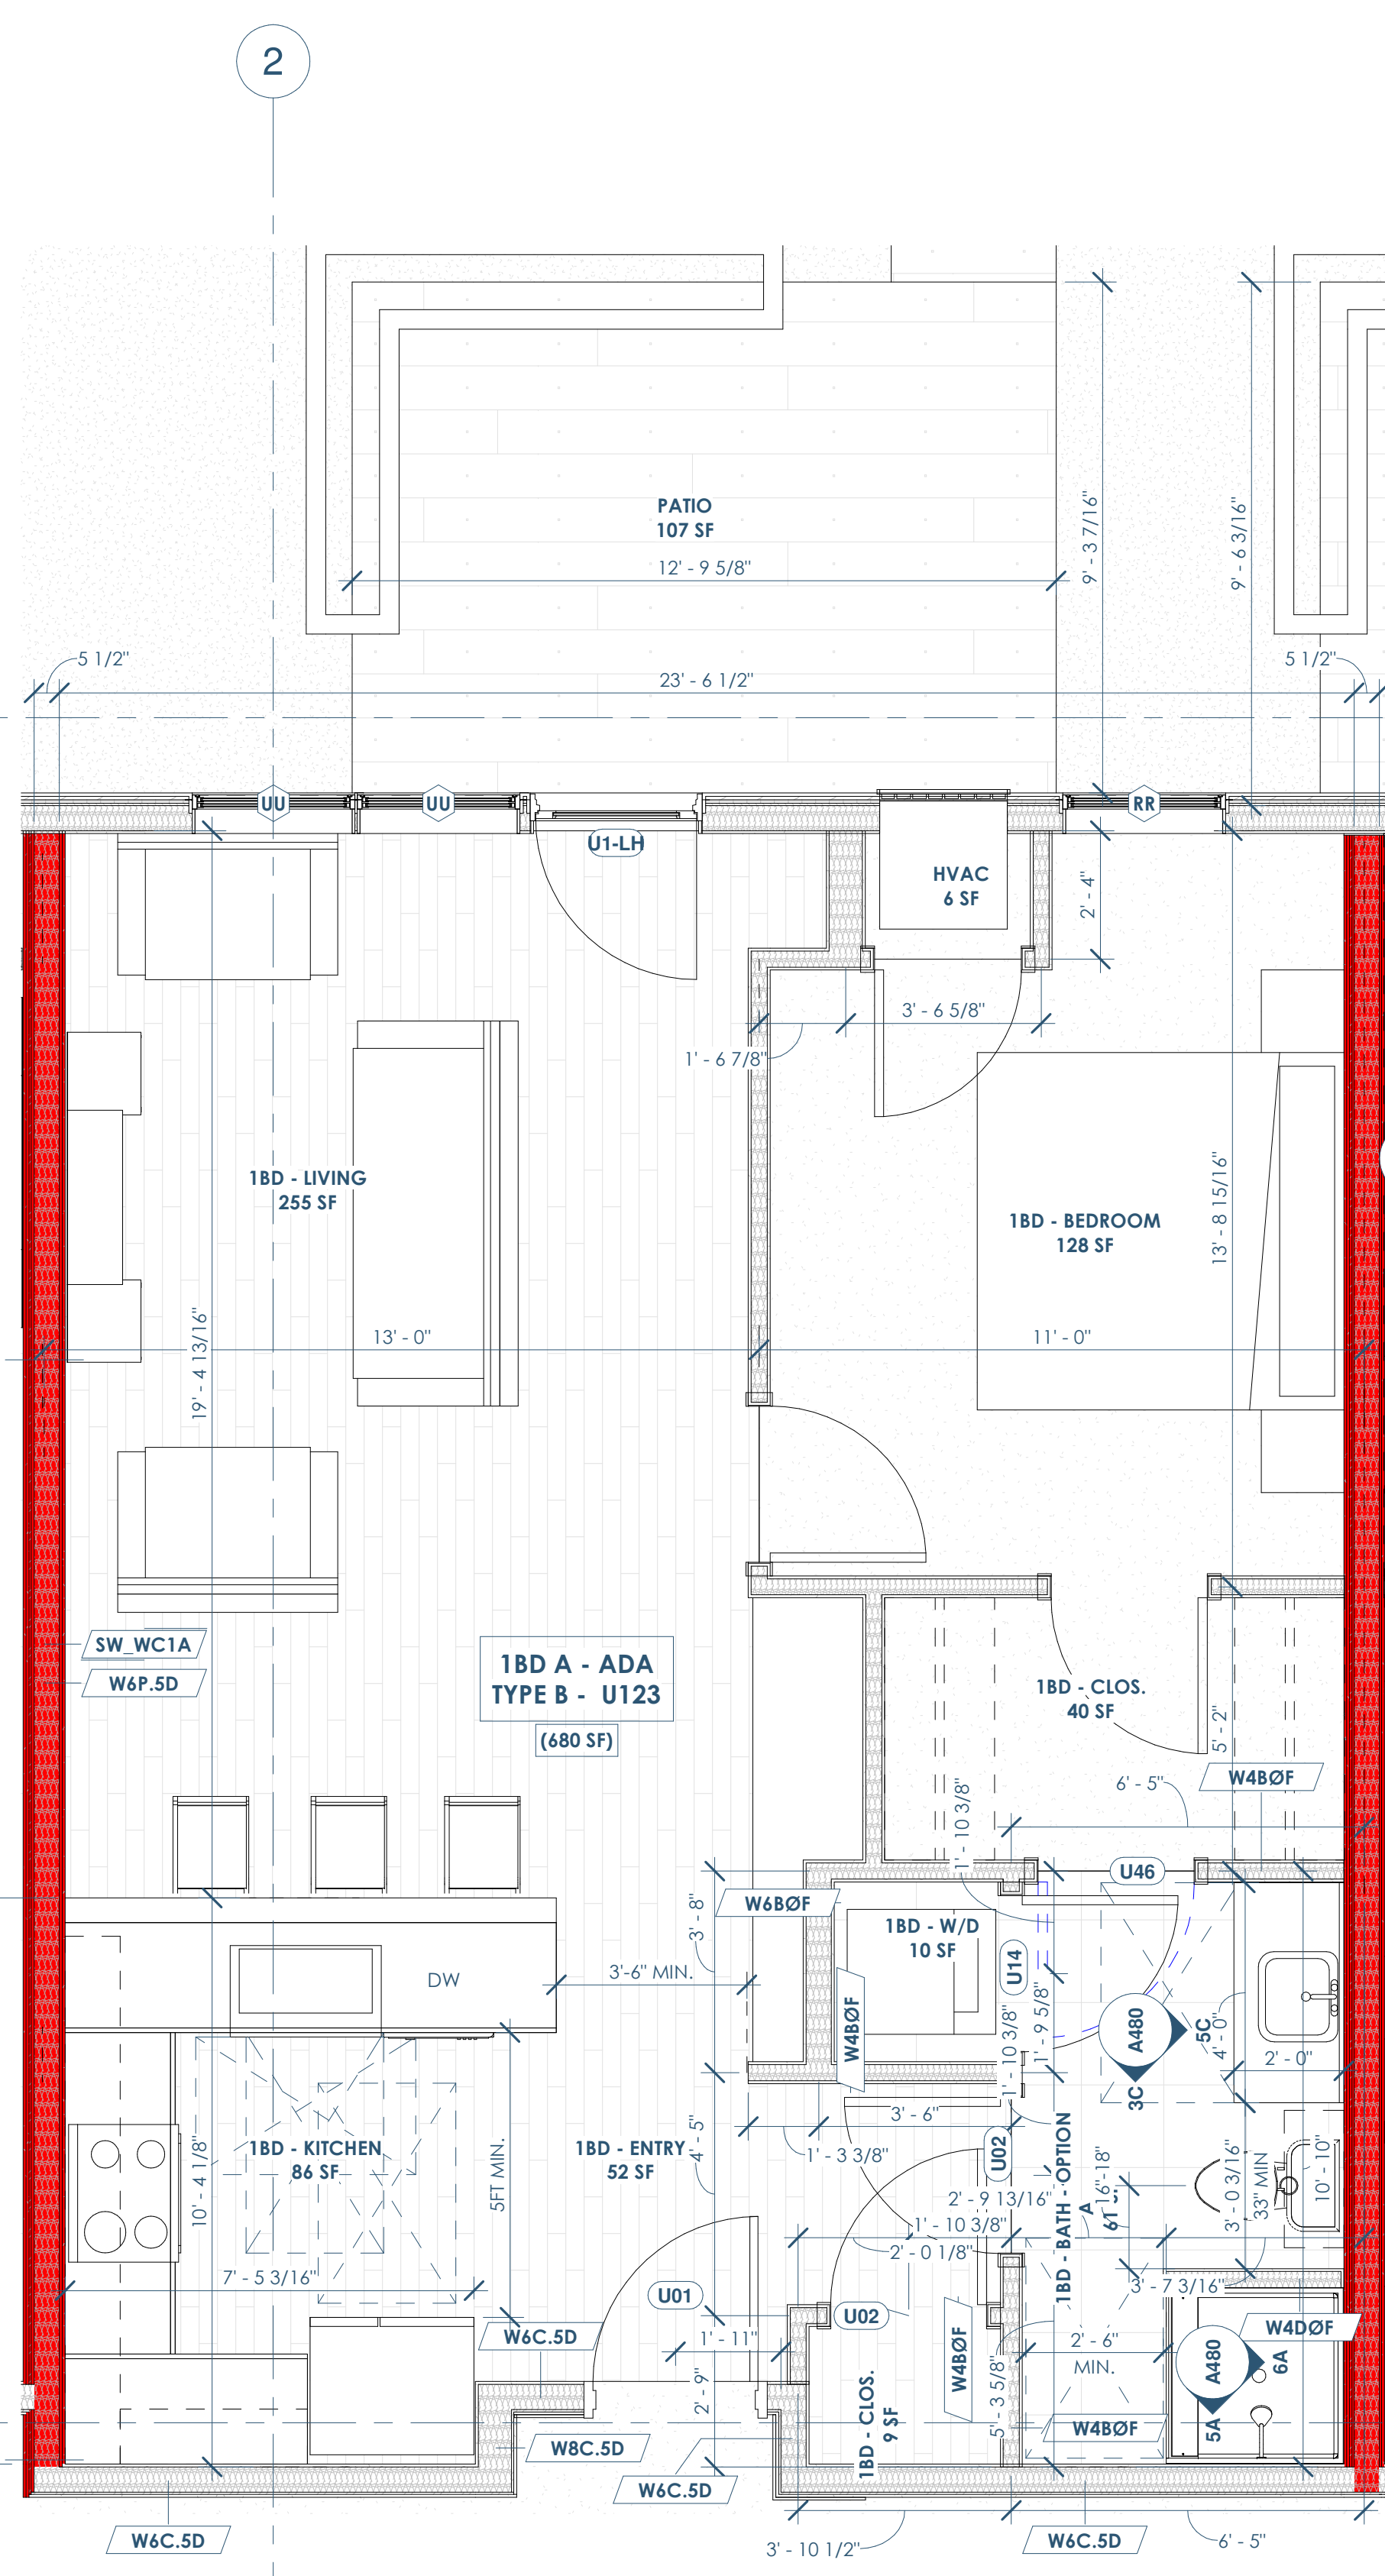 2
PATIO
107 SF
12' - 9 5/8"
9' - 3 7/16"
9' - 6 3/16"
5 1/2"
5 1/2"
23' - 6 1/2"
UU
UU
RR
U1-LH
HVAC
6 SF
2' - 4"
3' - 6 5/8"
1' - 6 7/8"
1BD - LIVING
255 SF
1BD - BEDROOM
128 SF
13' - 8 15/16"
19' - 4 13/16"
13' - 0"
11' - 0"
SW_WC1A
W6P.5D
1BD A - ADA
TYPE B - U123
(680 SF)
1BD - CLOS.
40 SF
5' - 2"
W4BØF
6' - 5"
1' - 10 3/8"
U46
3' - 8"
W6BØF
1BD - W/D
10 SF
U14
DW
3'-6" MIN.
W4BØF
1' - 10 3/8"
1' - 9 5/8"
A480
5C
3C
4' - 0"
2' - 0"
3' - 6"
1' - 3 3/8"
U02
1BD - KITCHEN
86 SF
10' - 4 1/8"
5FT MIN.
1BD - ENTRY
52 SF
4' - 5"
2' - 9 13/16"
1' - 10 3/8"
2' - 0 1/8"
1BD - BATH - OPTION
A
16"-18"
3' - 0 3/16"
33" MIN
10' - 10"
3' - 7 3/16"
7' - 5 3/16"
U01
U02
W6C.5D
1' - 11"
2' - 9"
W4BØF
5' - 3 5/8"
2' - 6"
MIN.
W4DØF
A480
6A
5A
W4BØF
1BD - CLOS.
9 SF
W8C.5D
W6C.5D
W6C.5D
3' - 10 1/2"
W6C.5D
6' - 5"